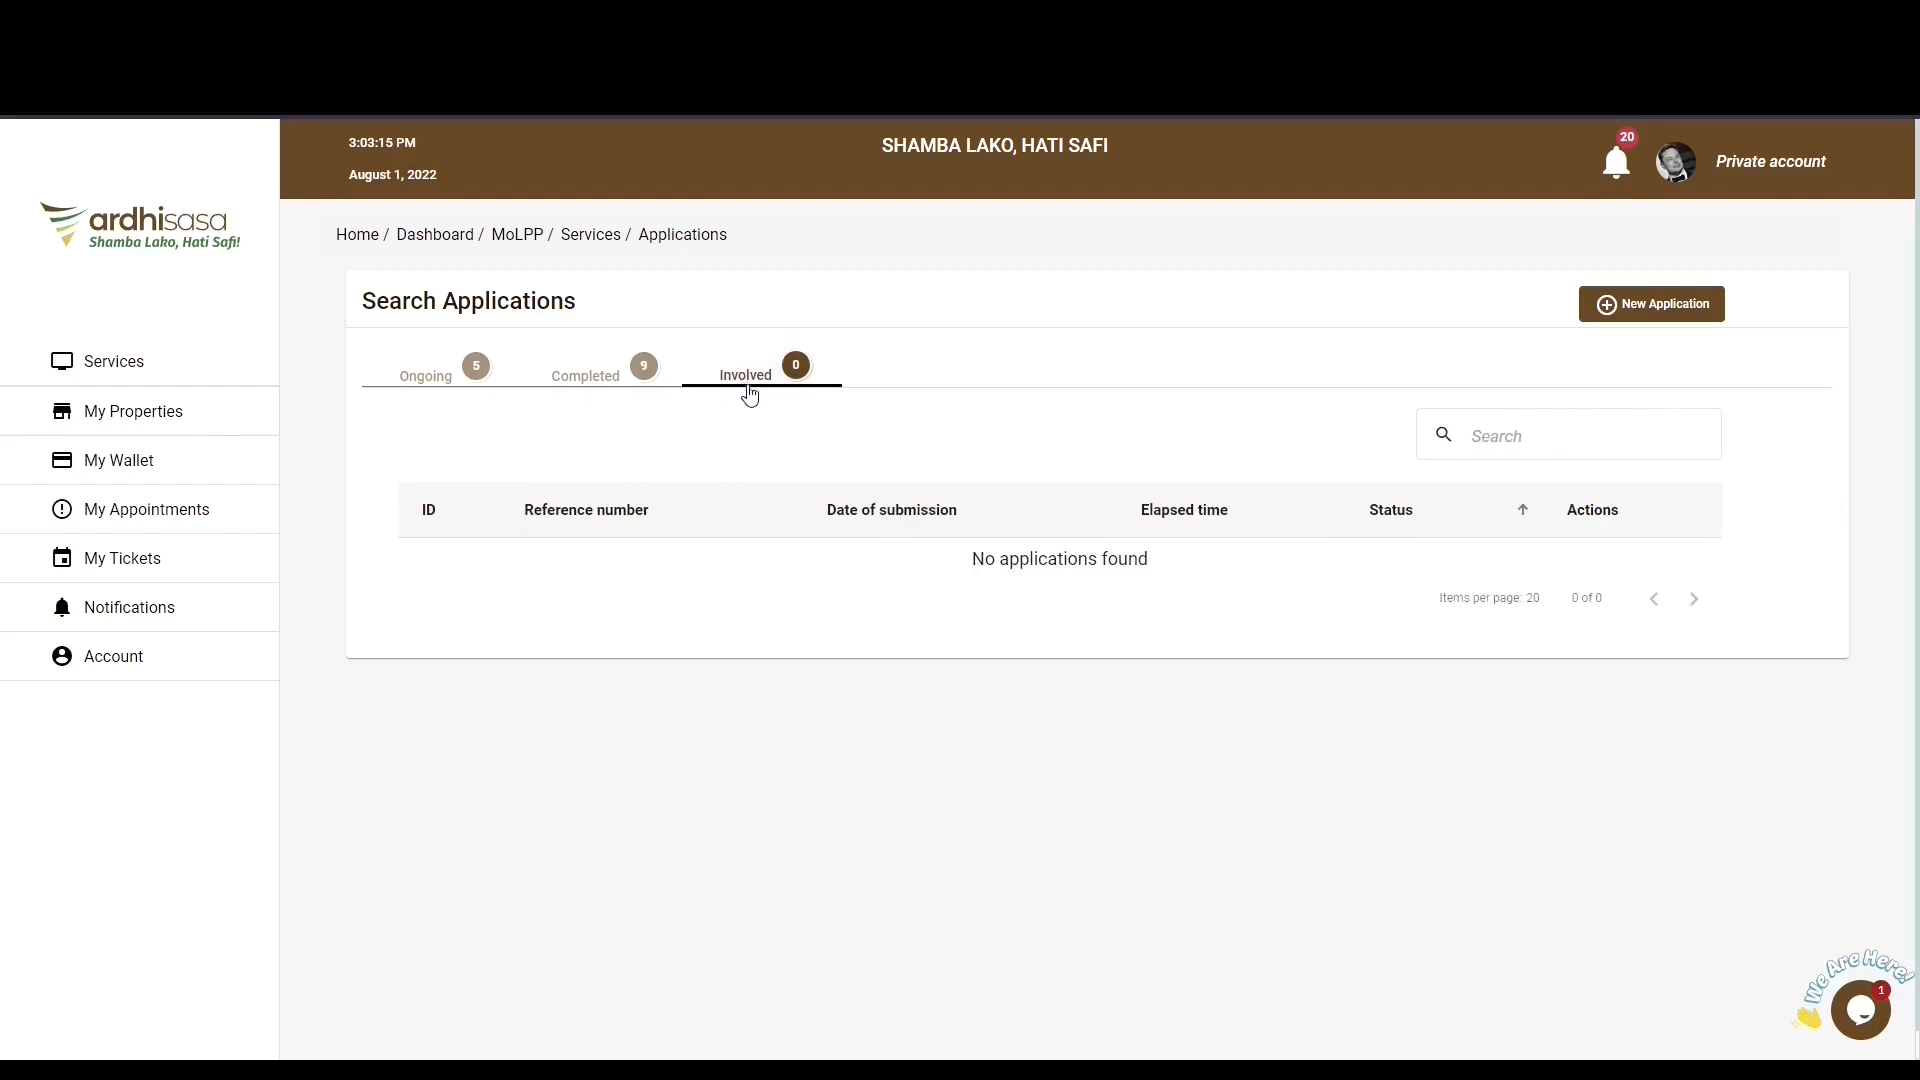 3:03:15 PM
August 1, 2022
SHAMBA LAKO, HATI SAFI
20
Private account
ardhisasa
Shamba Lako, Hati Safi!
Services
My Properties
My Wallet
My Appointments
My Tickets
Notifications
Account
Home / Dashboard / MoLPP / Services / Applications
Search Applications
New Application
Ongoing 5 Completed 9 Involved 0
Search
ID Reference number Date of submission Elapsed time Status Actions
No applications found
Items per page: 20 0 of 0
We Are Here!
1